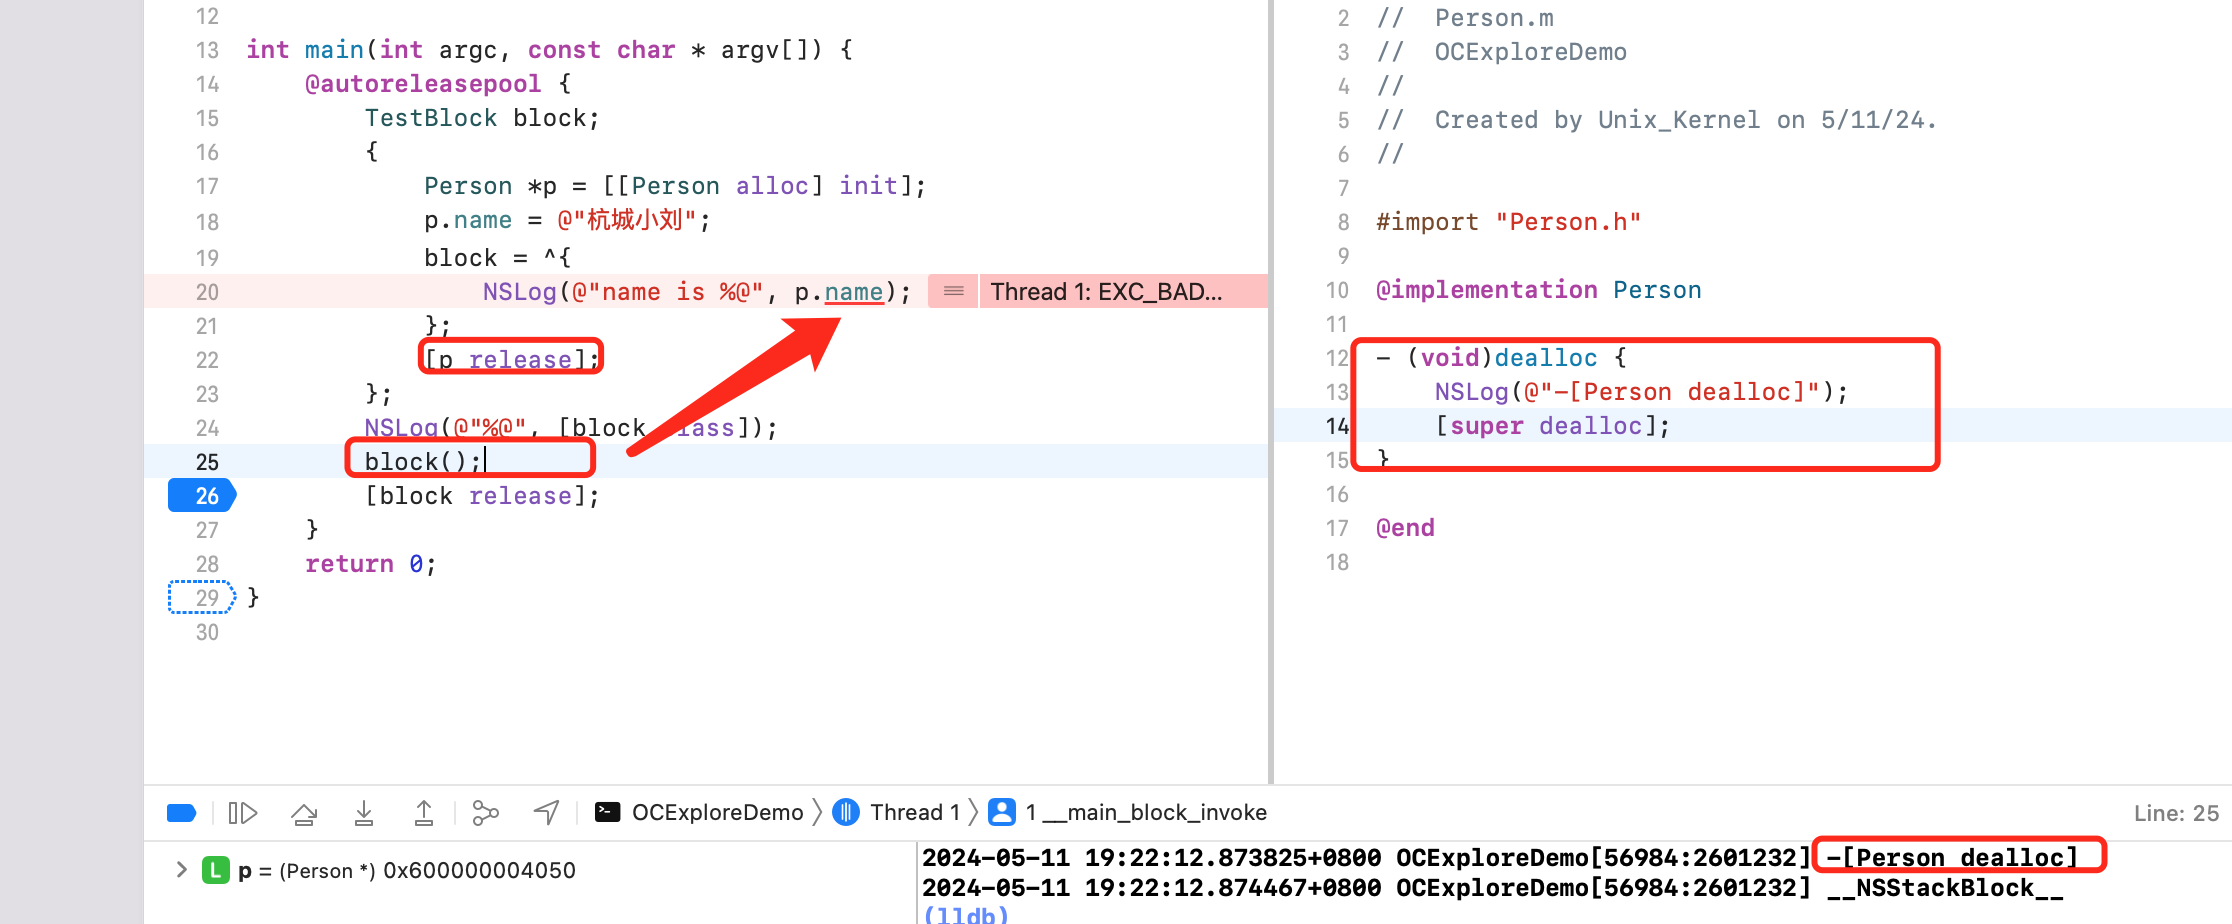 12
13 int main(int argc, const char * argv[]) {
14 @autoreleasepool {
15 TestBlock block;
16 {
17 Person *p = [[Person alloc] init];
18 p.name = @"杭城小刘";
19 block = ^{
20 NSLog(@"name is %@", p.name); Thread 1: EXC_BAD...
21 };
22 [p release];
23 };
24 NSLog(@"%@", [block lass]);
25 block();
26 [block release];
27 }
28 return 0;
29 }
30
2 // Person.m
3 // OCExploreDemo
4 //
5 // Created by Unix_Kernel on 5/11/24.
6 //
7
8 #import "Person.h"
9
10 @implementation Person
11
12 - (void)dealloc {
13 NSLog(@"-[Person dealloc]");
14 [super dealloc];
15 }
16
17 @end
18
OCExploreDemo Thread 1 1 __main_block_invoke Line: 25
L p = (Person *) 0x600000004050
2024-05-11 19:22:12.873825+0800 OCExploreDemo[56984:2601232] -[Person dealloc]
2024-05-11 19:22:12.874467+0800 OCExploreDemo[56984:2601232] __NSStackBlock__
(lldb)